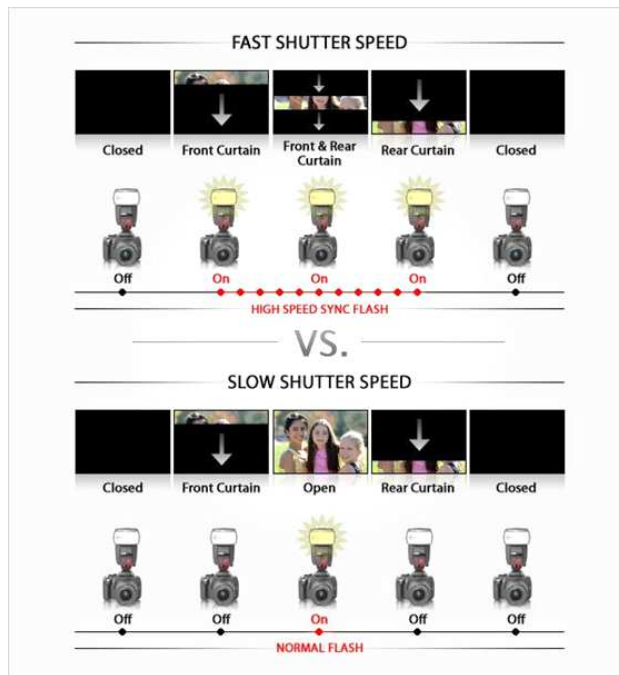 FAST SHUTTER SPEED
Closed
Front Curtain
Front & Rear
Curtain
Rear Curtain
Closed
Off
On
On
On
Off
HIGH SPEED SYNC FLASH
VS.
SLOW SHUTTER SPEED
Closed
Front Curtain
Open
Rear Curtain
Closed
Off
Off
On
Off
Off
NORMAL FLASH